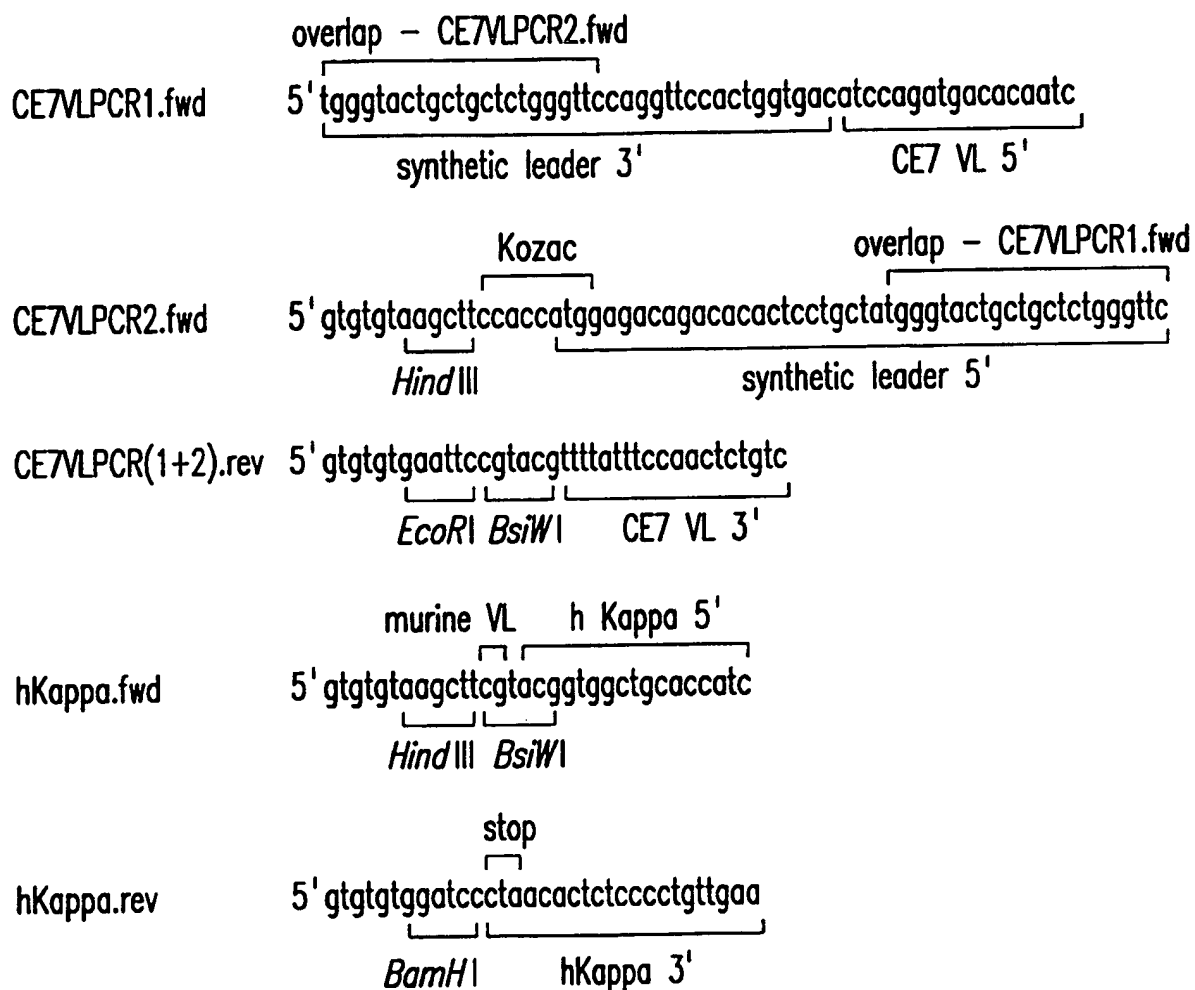 overlap – CE7VLPCR2.fwd
CE7VLPCR1.fwd 5'tgggtactgctgctctgggttccaggttccactggtgacatccagatgacacaatc
synthetic leader 3' CE7 VL 5'
Kozac overlap – CE7VLPCR1.fwd
CE7VLPCR2.fwd 5'gtgtgtaagcttccaccatggagacagacacactcctgctatgggtactgctgctctgggttc
HindIII synthetic leader 5'
CE7VLPCR(1+2).rev 5'gtgtgtgaattccgtacgttttatttccaactctgtc
EcoRI BsiWI CE7 VL 3'
murine VL h Kappa 5'
hKappa.fwd 5'gtgtgtaagcttcgtacggtggctgcaccatc
HindIII BsiWI
stop
hKappa.rev 5'gtgtgtggatccctaacactctcccctgttgaa
BamHI hKappa 3'